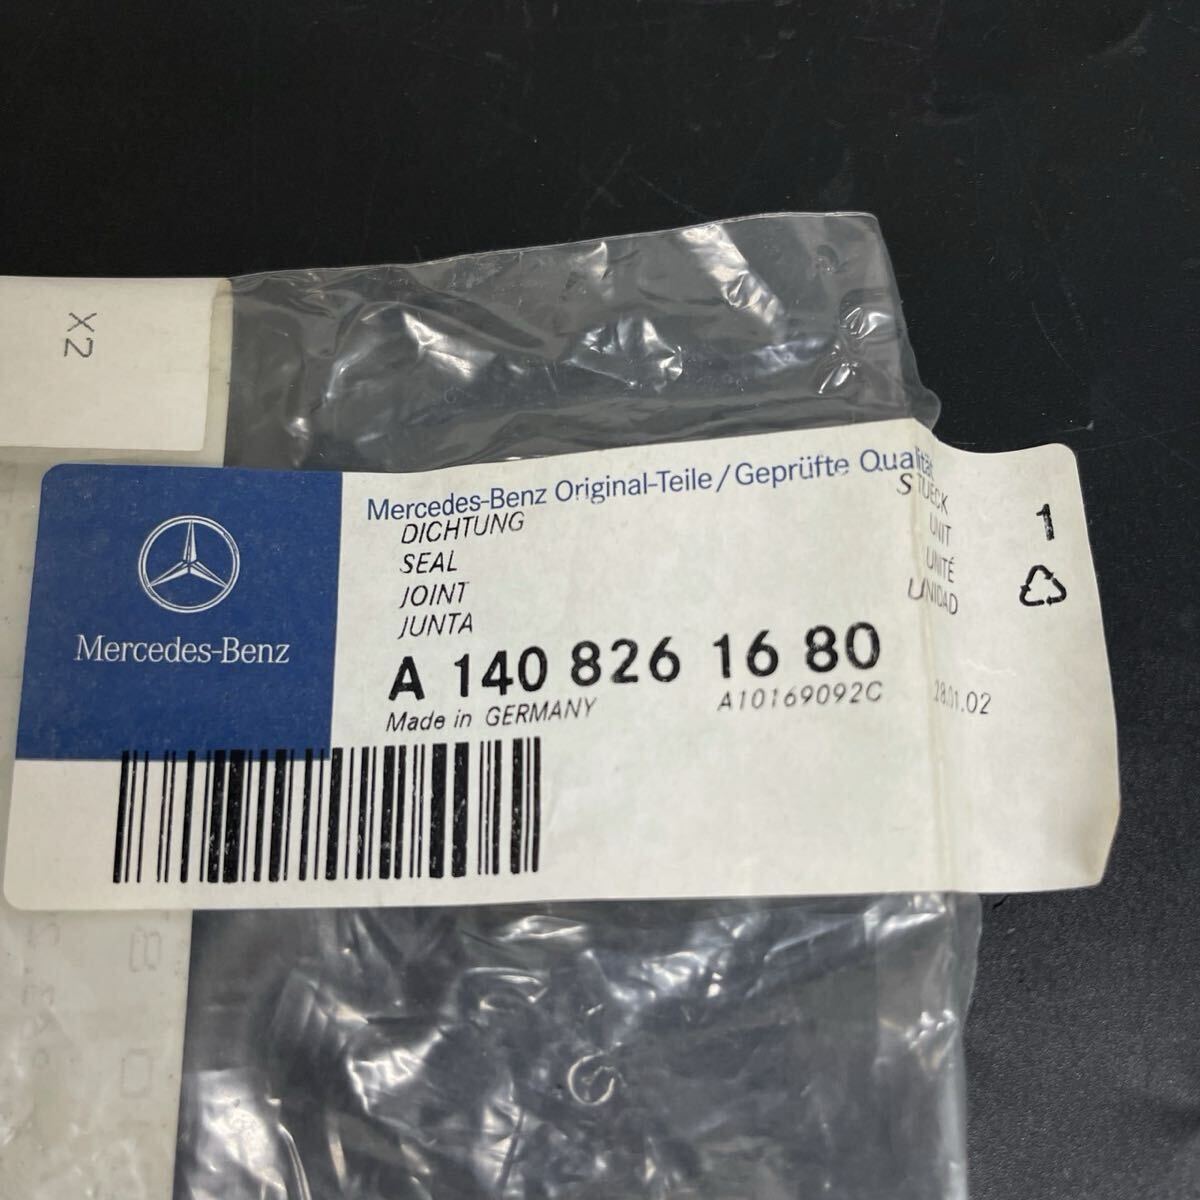 X2
Mercedes-Benz Original-Teile/Geprüfte Qualität
DICHTUNG
SEAL
JOINT
JUNTA
STUECK 1
UNIT
UNITÉ
UNIDAD
Mercedes-Benz
A 140 826 16 80
Made in GERMANY A10169092C 28.01.02